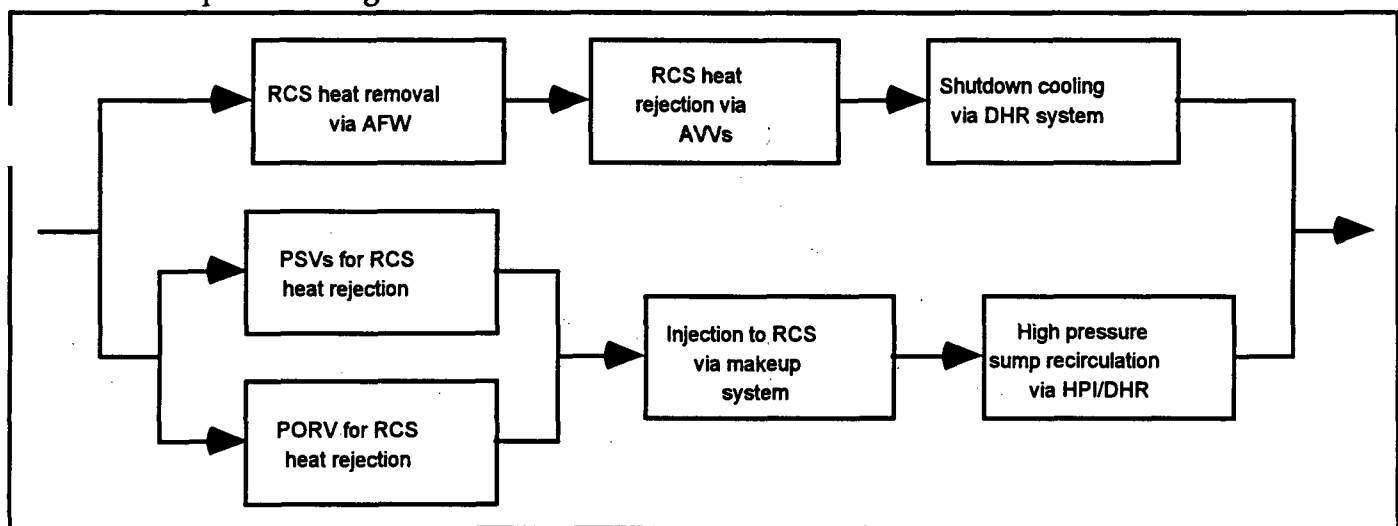 RCS heat removal
via AFW
RCS heat
rejection via
AVVs
Shutdown cooling
via DHR system
PSVs for RCS
heat rejection
Injection to RCS
via makeup
system
High pressure
sump recirculation
via HPI/DHR
PORV for RCS
heat rejection